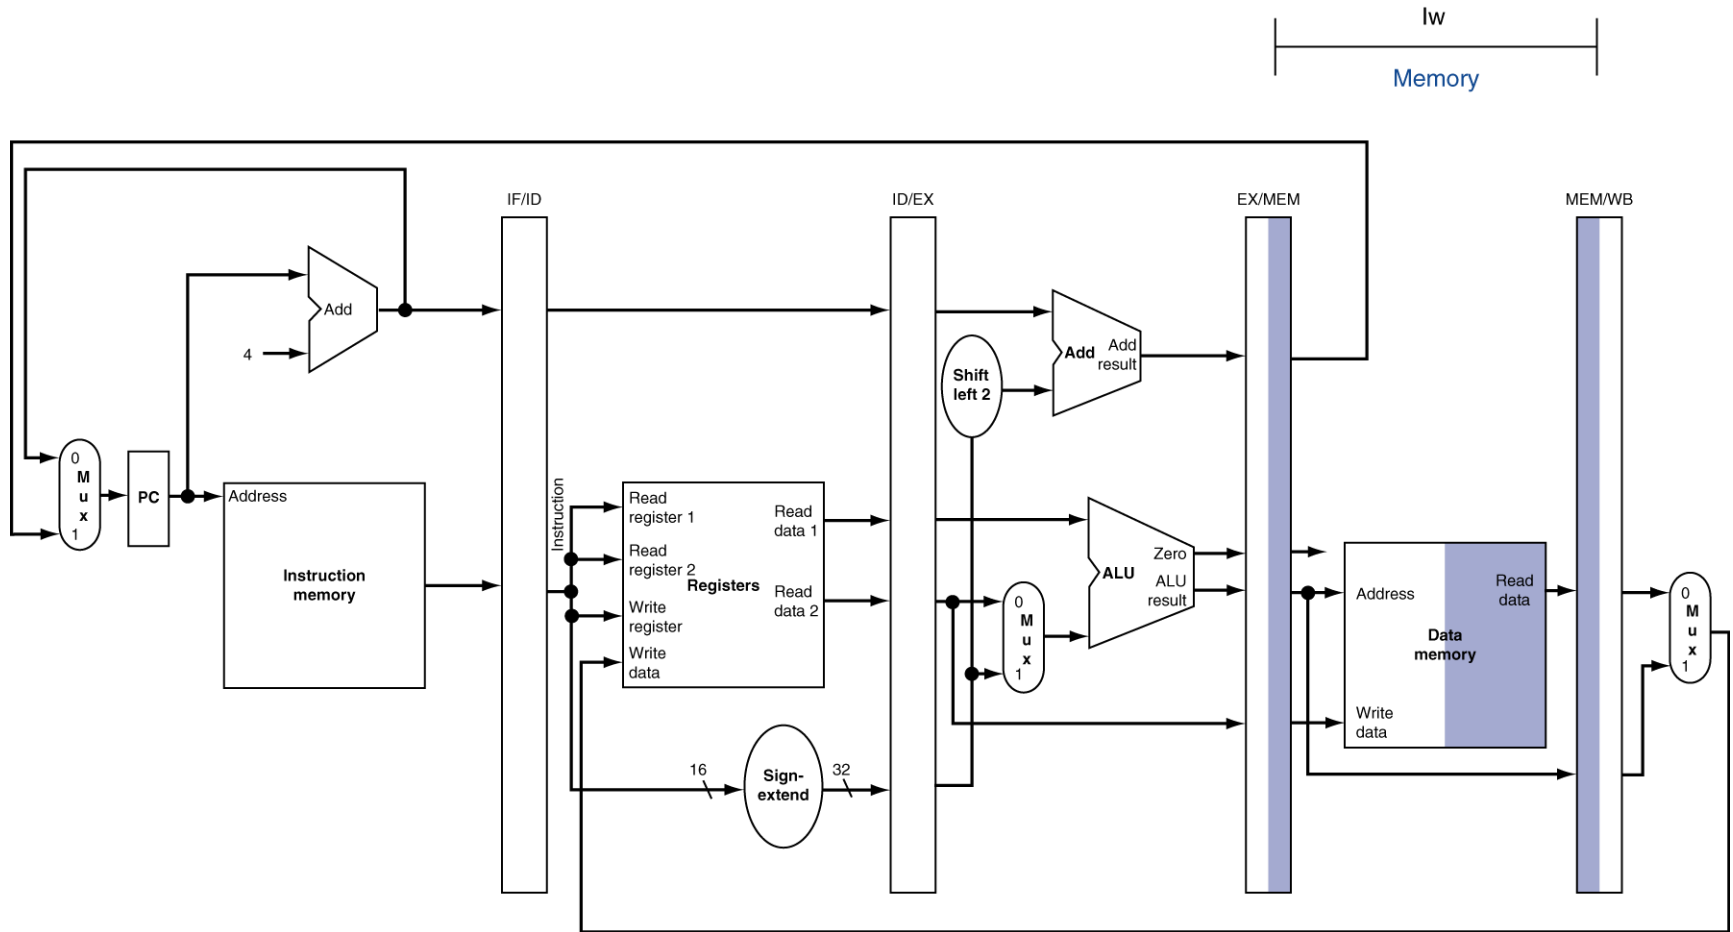 lw
Memory
IF/ID
ID/EX
EX/MEM
MEM/WB
Add
4
Shift
left 2
Add
Add
result
0
M
u
x
1
PC
Address
Instruction
memory
Instruction
Read
register 1
Read
register 2
Write
register
Write
data
Registers
Read
data 1
Read
data 2
16
Sign-
extend
32
0
M
u
x
1
Zero
ALU
ALU
result
Address
Read
data
Data
memory
Write
data
0
M
u
x
1